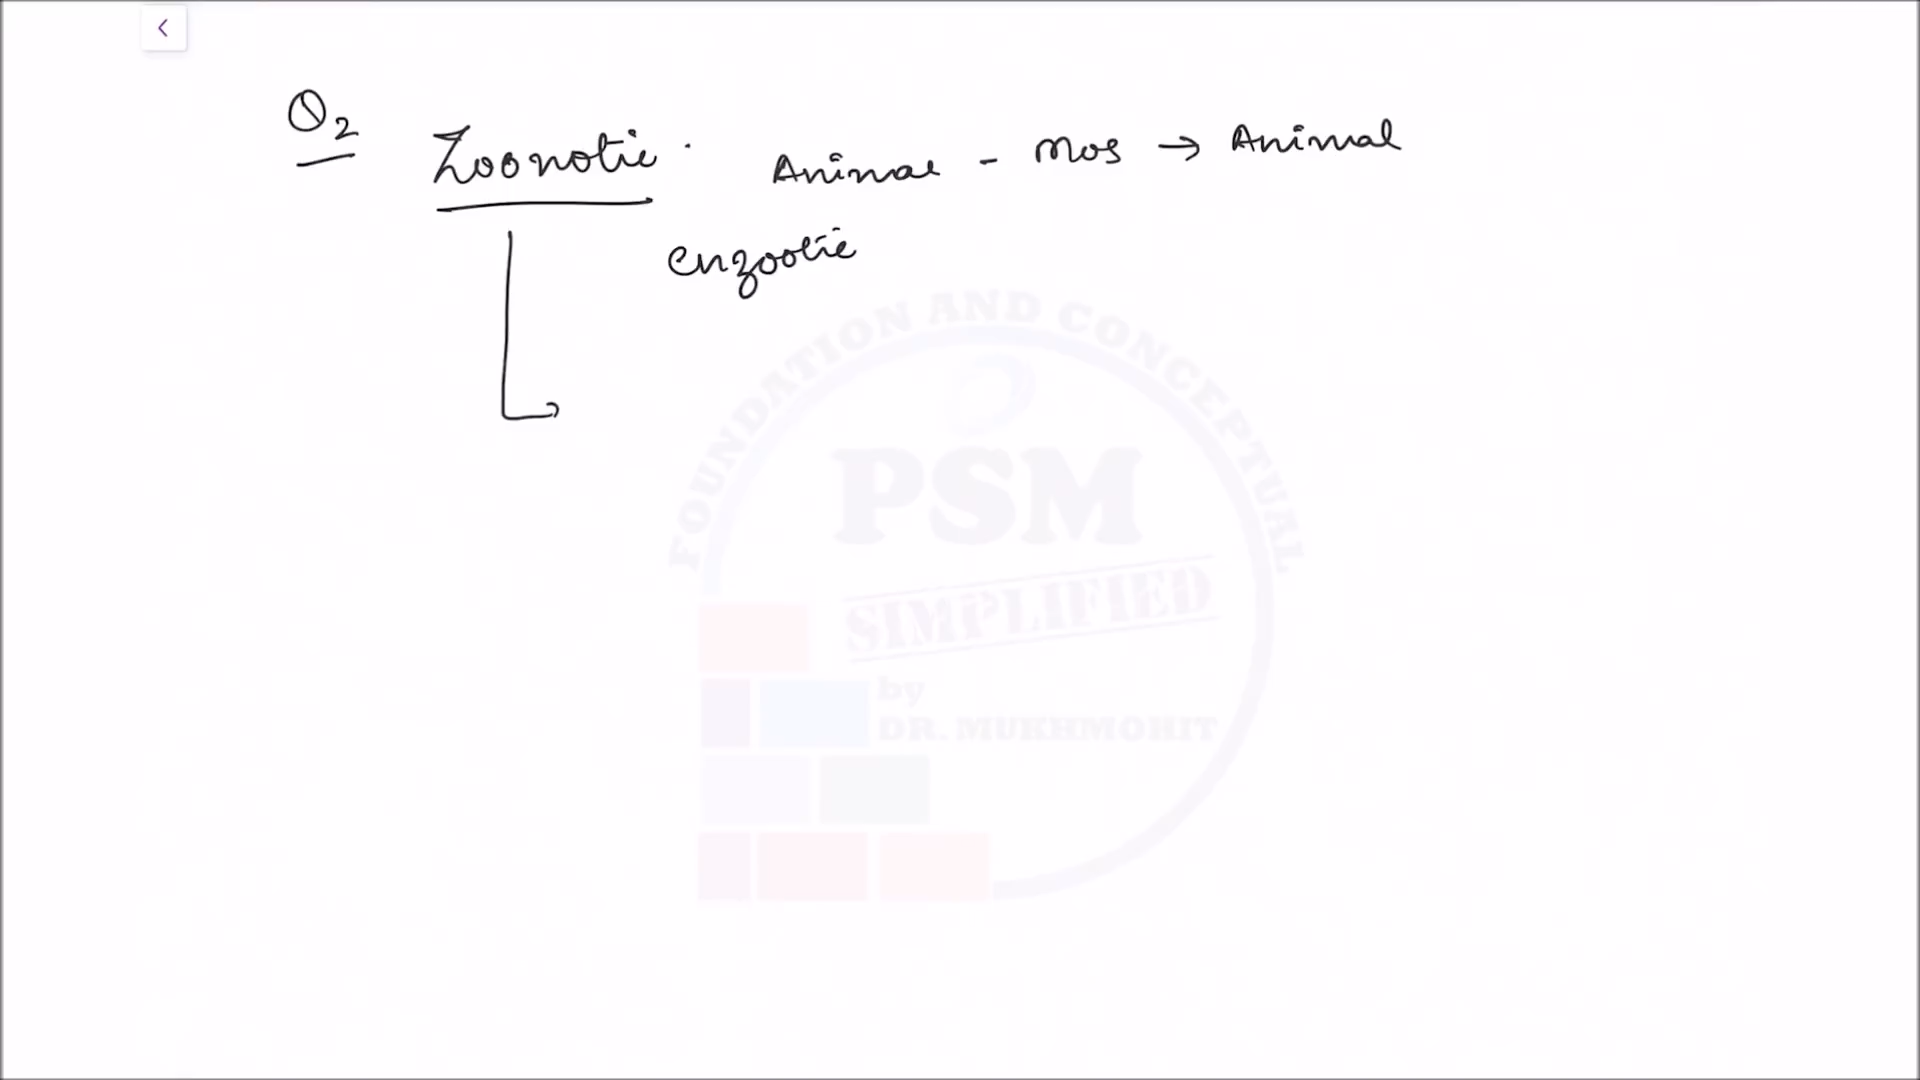 Q2
Zoonotic . Animal - Mos → Animal
Enzootic
FOUNDATION AND CONCEPTUAL
PSM
SIMPLIFIED
by
DR. MUKHMOHIT